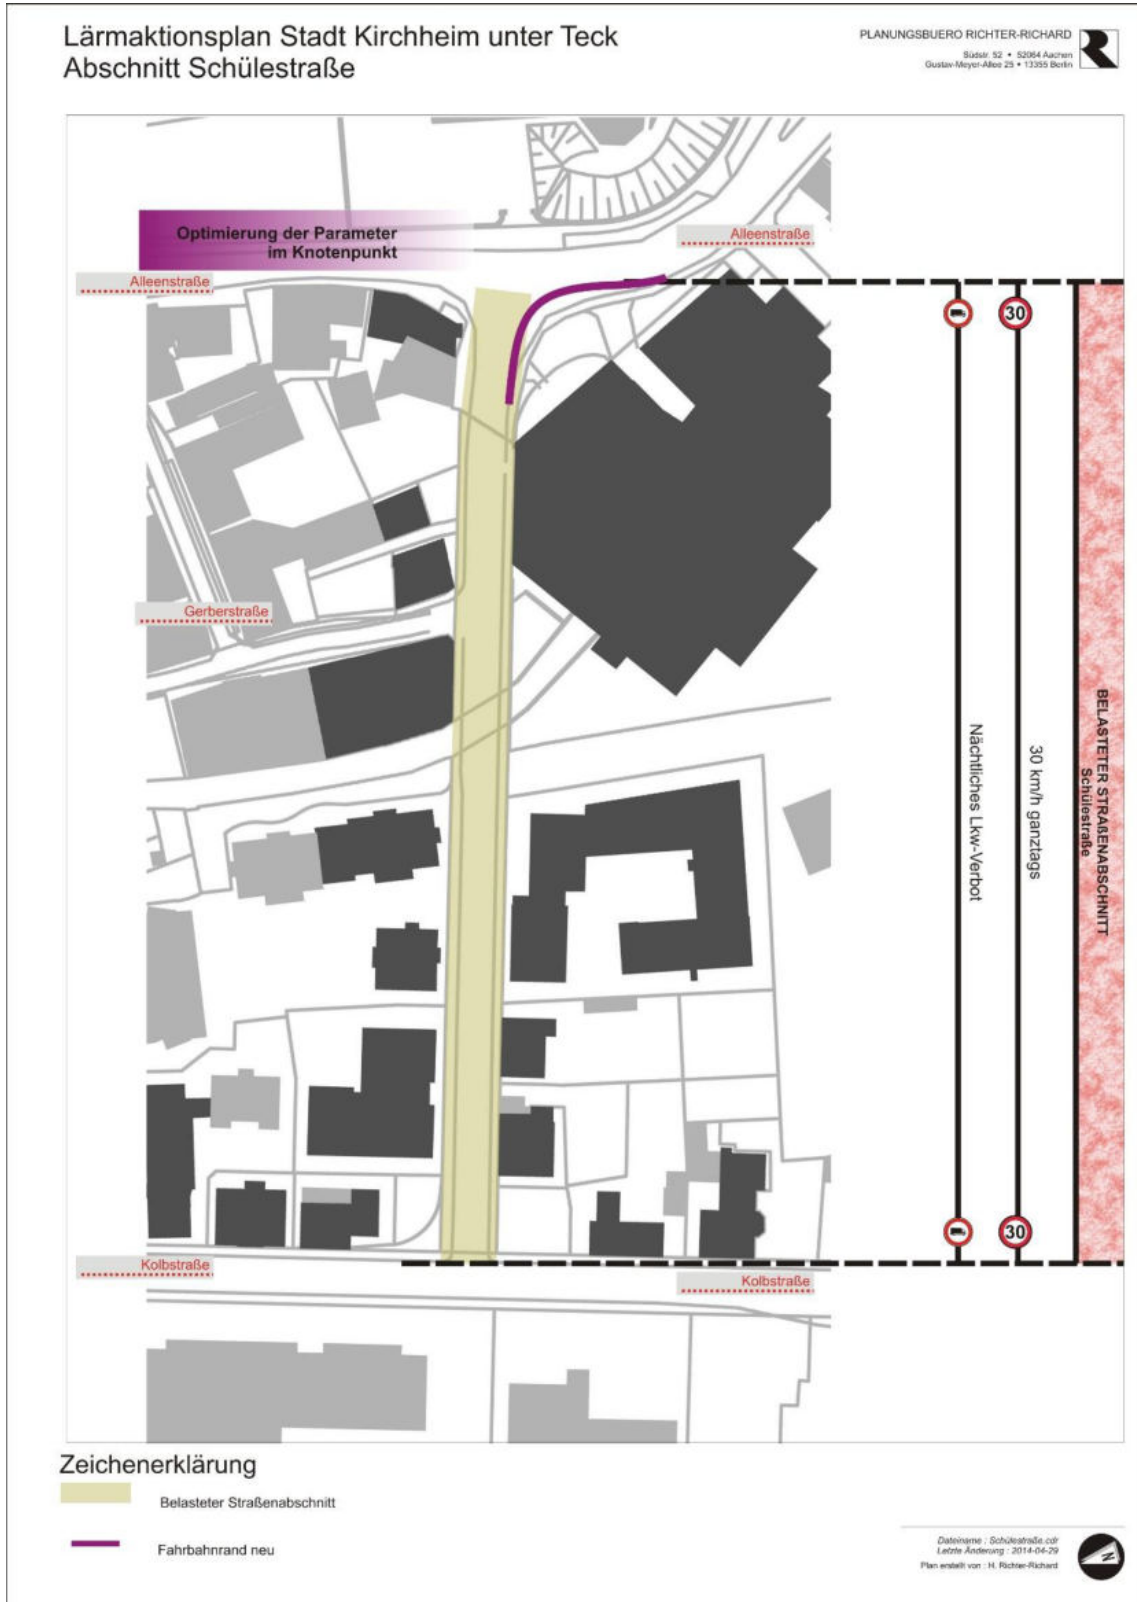 Lärmaktionsplan Stadt Kirchheim unter Teck
Abschnitt Schülestraße
PLANUNGSBUERO RICHTER-RICHARD
Südstr. 52 • 52064 Aachen
Gustav-Meyer-Allee 25 • 13355 Berlin
R
Optimierung der Parameter
im Knotenpunkt
Alleenstraße
Alleenstraße
30
Gerberstraße
Nächtliches Lkw-Verbot
30 km/h ganztags
BELASTETER STRAßENABSCHNITT
Schülestraße
30
Kolbstraße
Kolbstraße
Zeichenerklärung
Belasteter Straßenabschnitt
Fahrbahnrand neu
Dateiname : Schülestraße.cdr
Letzte Änderung : 2014-04-29
Plan erstellt von : H. Richter-Richard
N